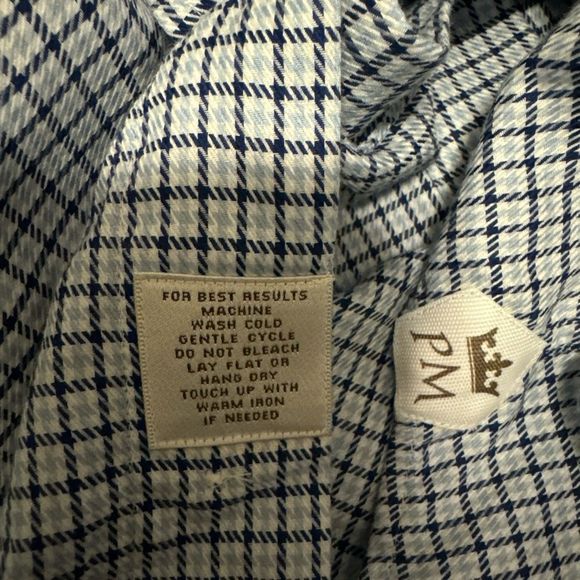 FOR BEST RESULTS
MACHINE
WASH COLD
GENTLE CYCLE
DO NOT BLEACH
LAY FLAT OR
HANG DRY
TOUCH UP WITH
WARM IRON
IF NEEDED
PM